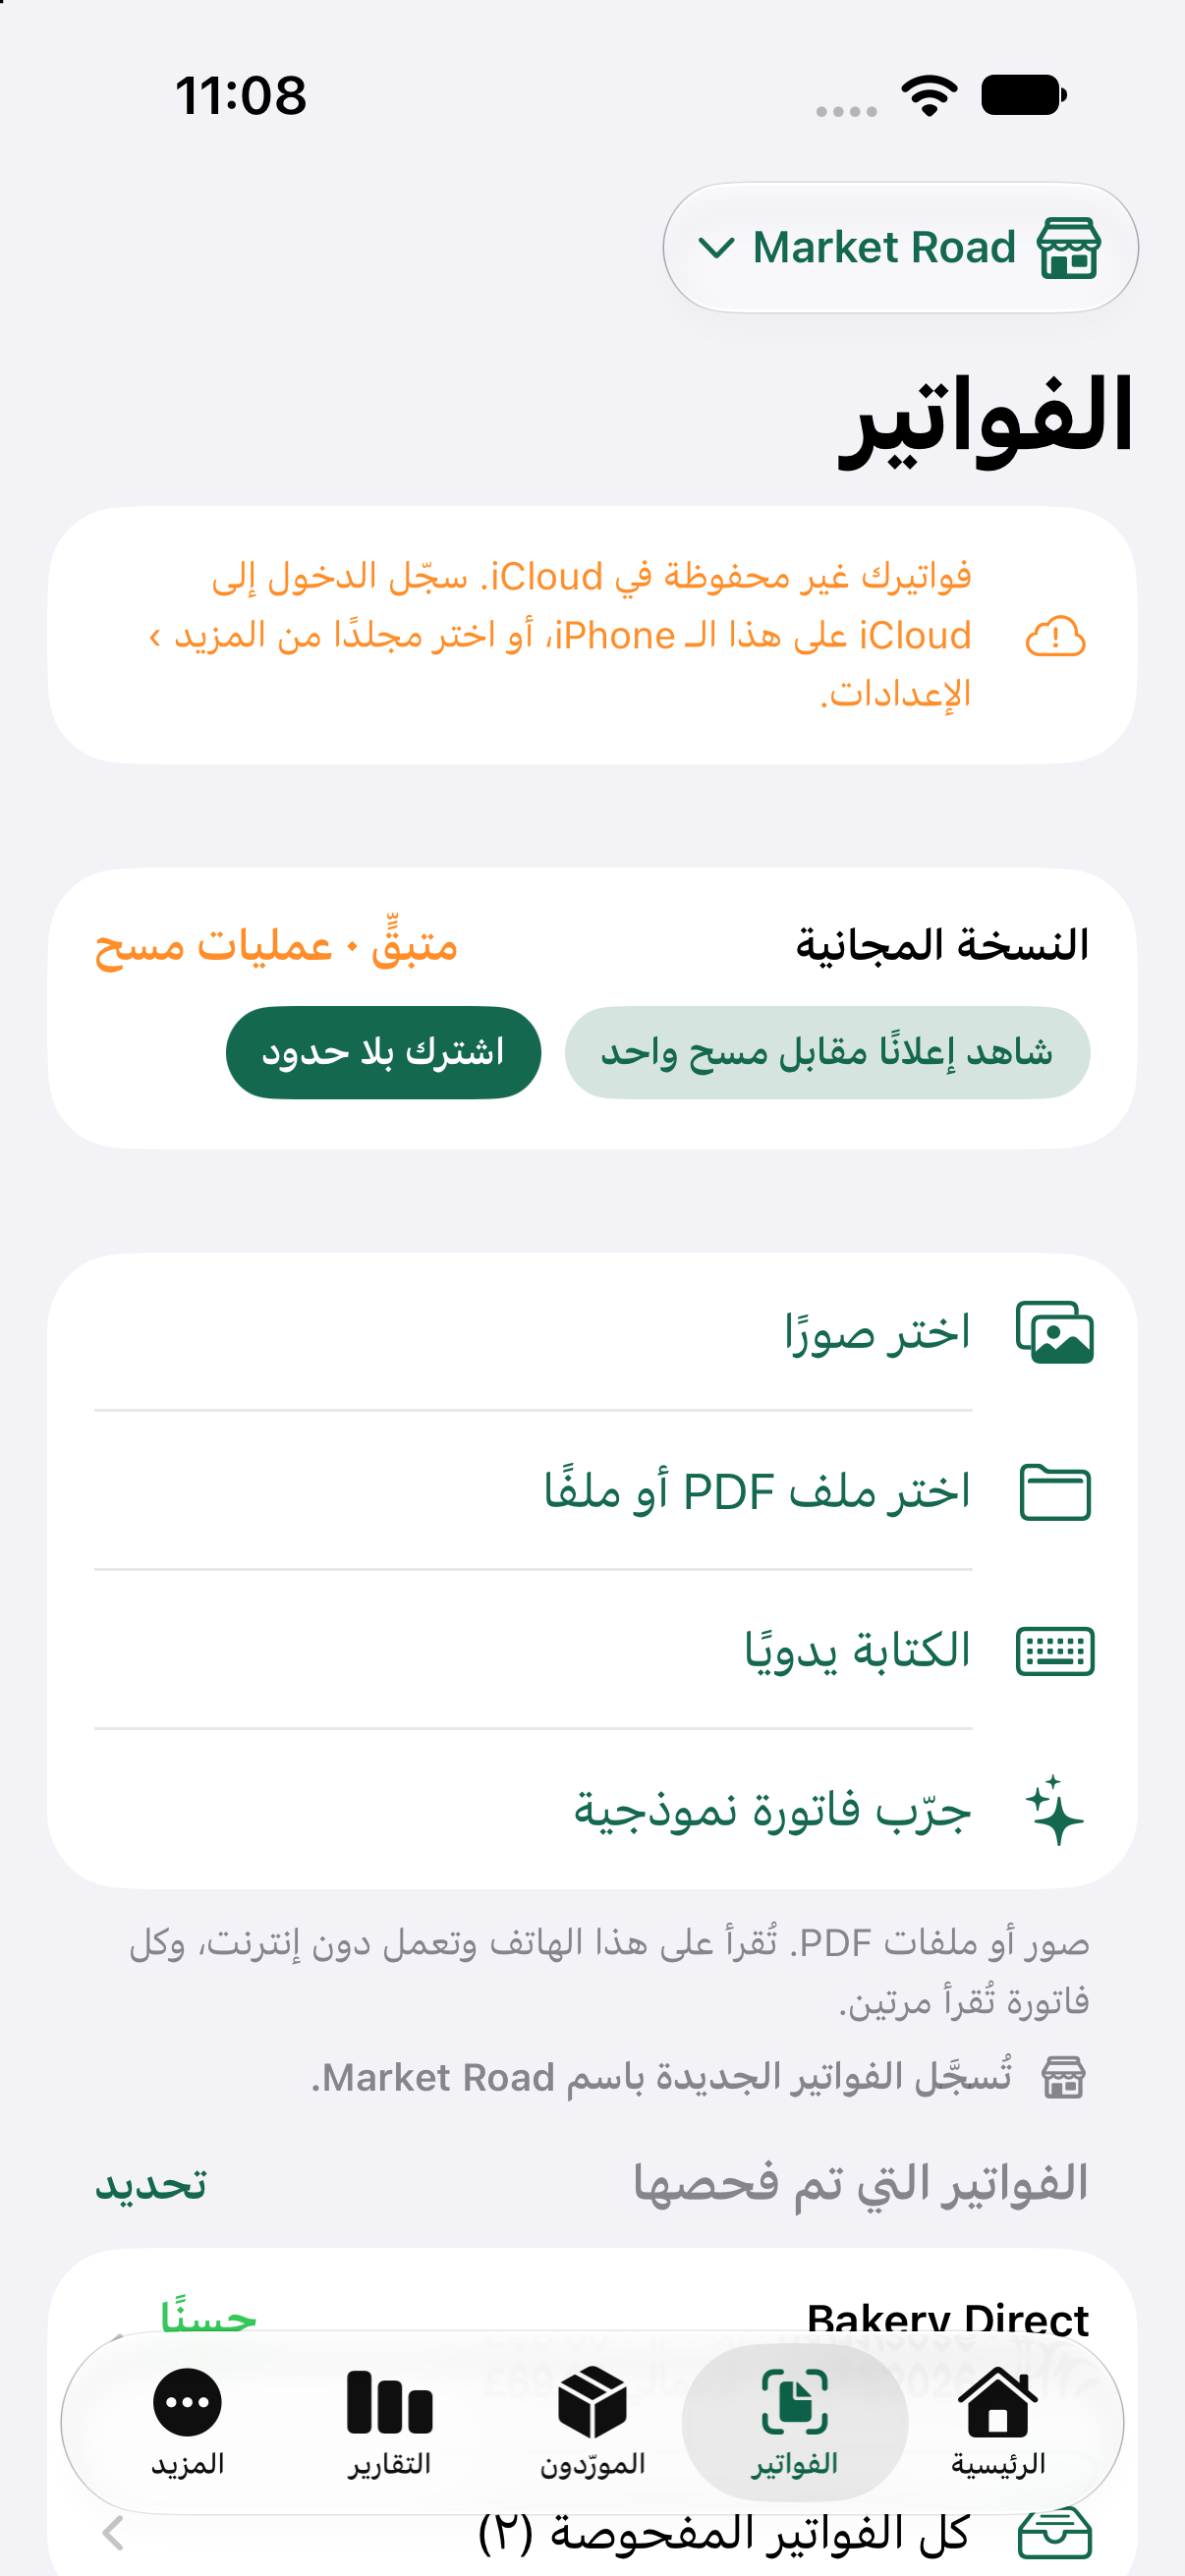 11:08
Market Road
الفواتير
فواتيرك غير محفوظة في iCloud. سجّل الدخول إلى
iCloud على هذا الـ iPhone، أو اختر مجلدًا من المزيد ›
الإعدادات.
النسخة المجانية
متبقٍّ ٠ عمليات مسح
شاهد إعلانًا مقابل مسح واحد
اشترك بلا حدود
اختر صورًا
اختر ملف PDF أو ملفًا
الكتابة يدويًا
جرّب فاتورة نموذجية
صور أو ملفات PDF. تُقرأ على هذا الهاتف وتعمل دون إنترنت، وكل
فاتورة تُقرأ مرتين.
تُسجَّل الفواتير الجديدة باسم Market Road.
الفواتير التي تم فحصها
تحديد
Bakery Direct
حسنًا
الرئيسية
الفواتير
المورّدون
التقارير
المزيد
كل الفواتير المفحوصة (٢)